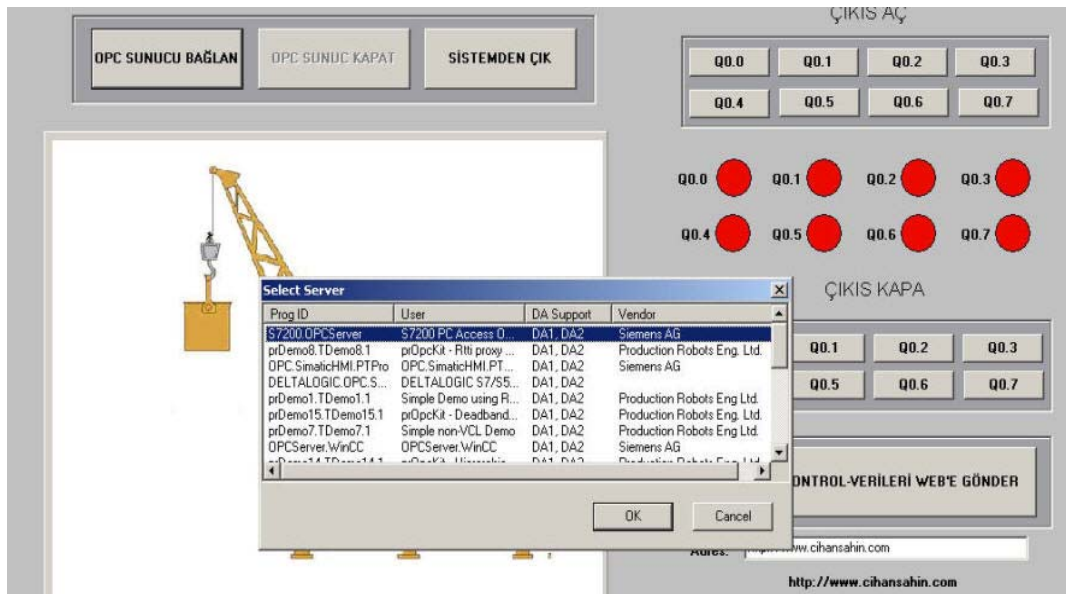 ÇIKIS AÇ
OPC SUNUCU BAĞLAN
OPC SUNUC KAPAT
SİSTEMDEN ÇIK
Q0.0 Q0.1 Q0.2 Q0.3
Q0.4 Q0.5 Q0.6 Q0.7
Q0.0 Q0.1 Q0.2 Q0.3
Q0.4 Q0.5 Q0.6 Q0.7
Select Server
Prog ID User DA Support Vendor
S7200.OPCServer S7200 PC Access O... DA1, DA2 Siemens AG
prDemo8.TDemo8.1 prOpcKit - Rtti proxy ... DA1, DA2 Production Robots Eng. Ltd.
OPC.SimaticHMI.PTPro OPC.SimaticHMI.PT... DA1, DA2 Siemens AG
DELTALOGIC.OPC.S... DELTALOGIC S7/S5... DA1, DA2
prDemo1.TDemo1.1 Simple Demo using R... DA1, DA2 Production Robots Eng. Ltd.
prDemo15.TDemo15.1 prOpcKit - Deadband... DA1, DA2 Production Robots Eng. Ltd.
prDemo7.TDemo7.1 Simple non-VCL Demo DA1, DA2 Production Robots Eng. Ltd.
OPCServer.WinCC OPCServer.WinCC DA1, DA2 Siemens AG
OK Cancel
ÇIKIS KAPA
Q0.1 Q0.2 Q0.3
Q0.5 Q0.6 Q0.7
WEB'E GÖNDER
www.cihansahin.com
http://www.cihansahin.com